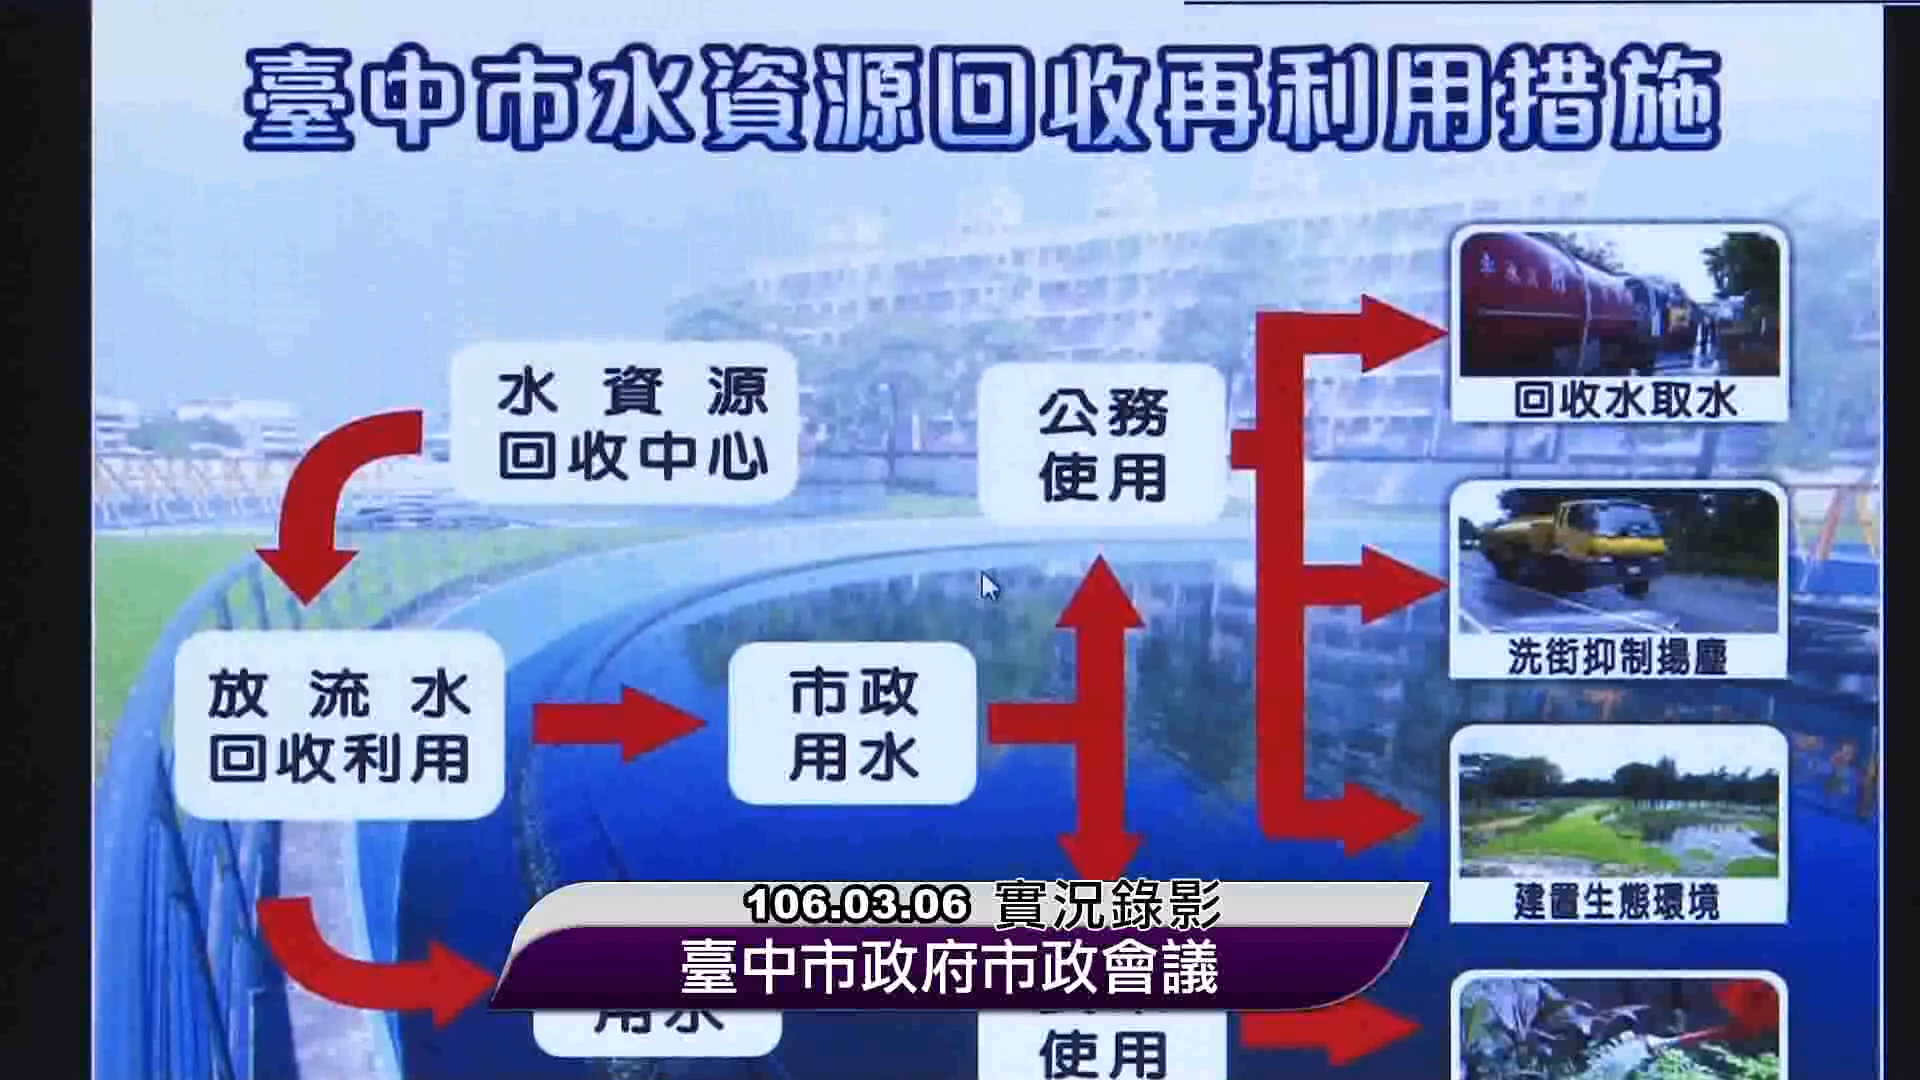 臺中市水資源回收再利用措施
水資源
回收中心
公務
使用
回收水取水
洗街抑制揚塵
放流水
回收利用
市政
用水
建置生態環境
106.03.06 實況錄影
臺中市政府市政會議
用水
使用